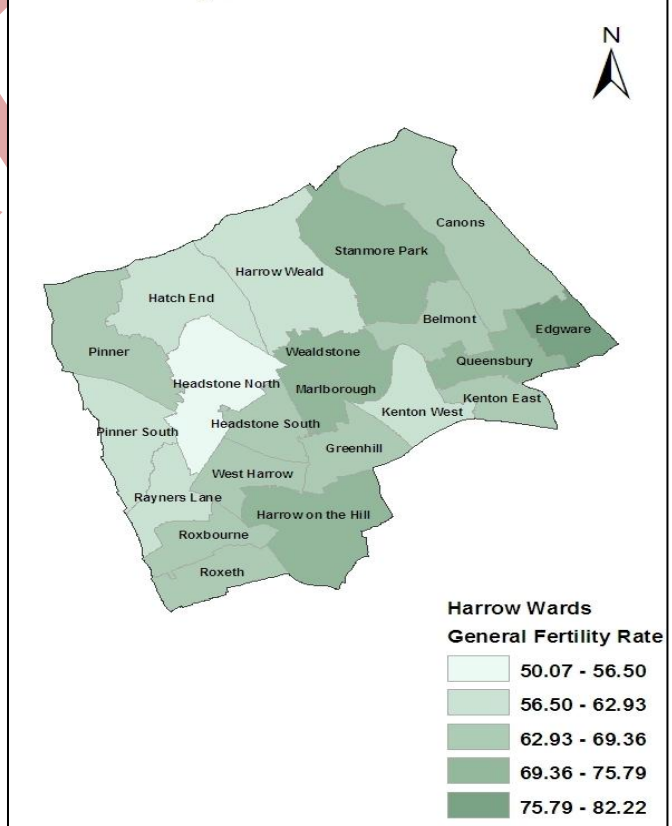 N
Canons
Stanmore Park
Harrow Weald
Hatch End
Belmont
Edgware
Pinner
Wealdstone
Queensbury
Headstone North
Marlborough
Kenton East
Kenton West
Pinner South
Headstone South
Greenhill
West Harrow
Rayners Lane
Harrow on the Hill
Roxbourne
Roxeth
Harrow Wards
General Fertility Rate
50.07 - 56.50
56.50 - 62.93
62.93 - 69.36
69.36 - 75.79
75.79 - 82.22